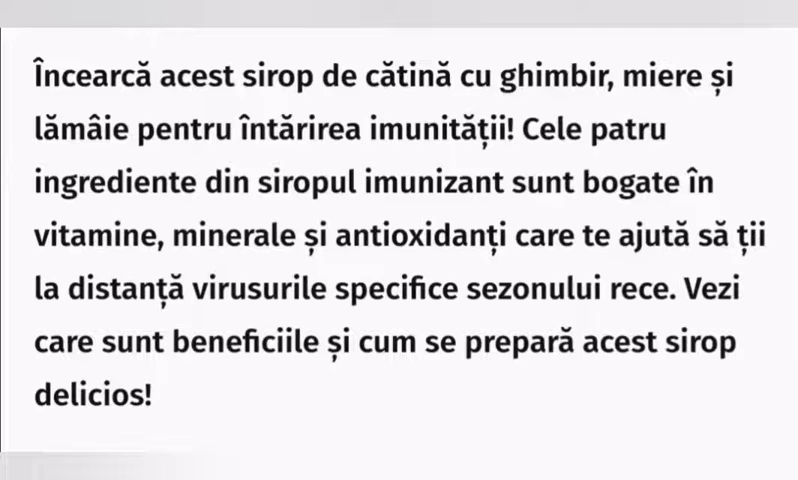 Încearcă acest sirop de cătină cu ghimbir, miere și
lămâie pentru întărirea imunității! Cele patru
ingrediente din siropul imunizant sunt bogate în
vitamine, minerale și antioxidanți care te ajută să ții
la distanță virusurile specifice sezonului rece. Vezi
care sunt beneficiile și cum se prepară acest sirop
delicios!